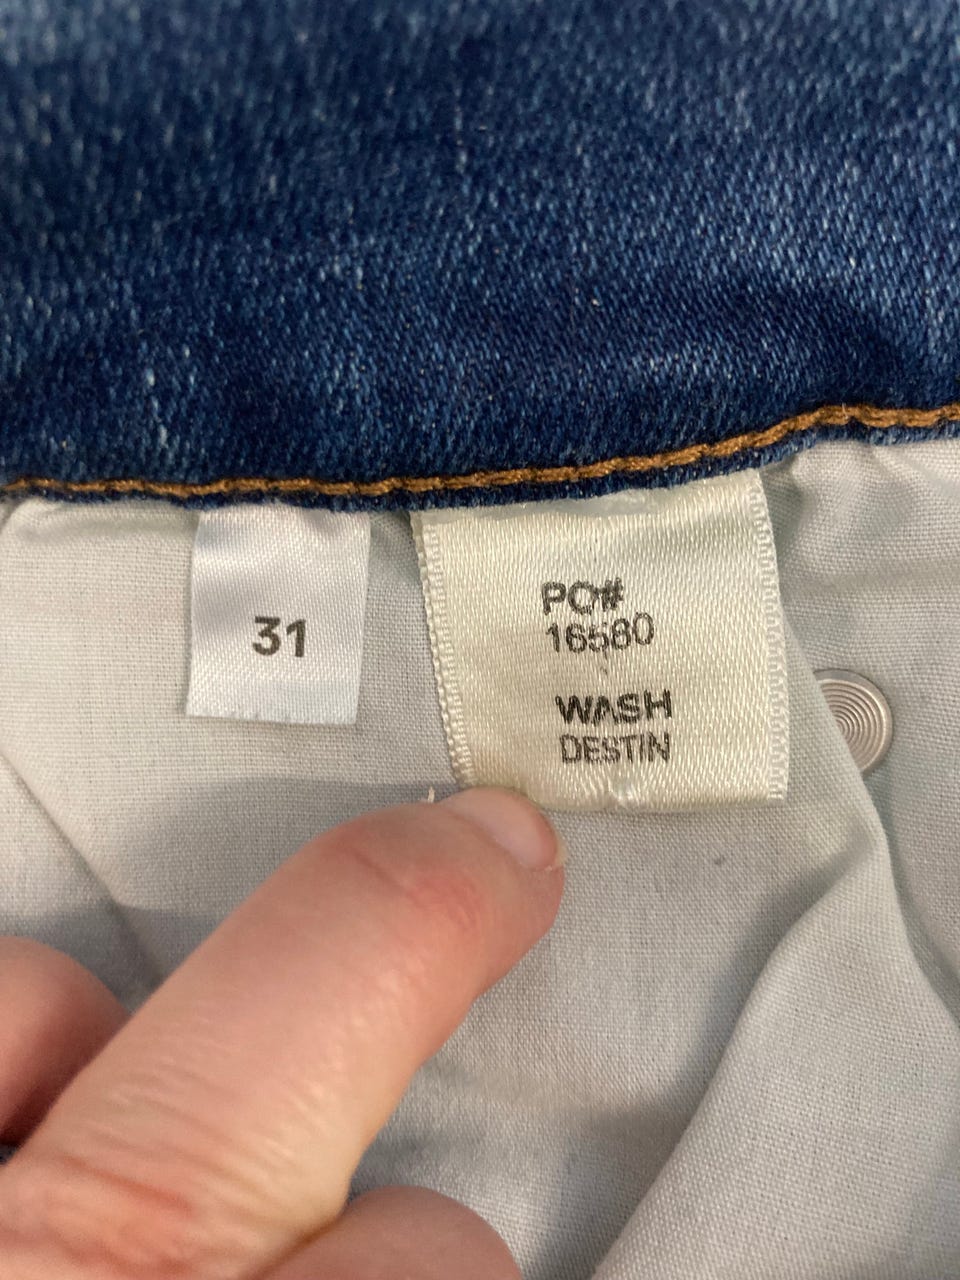 31
PO#
16580
WASH
DESTIN